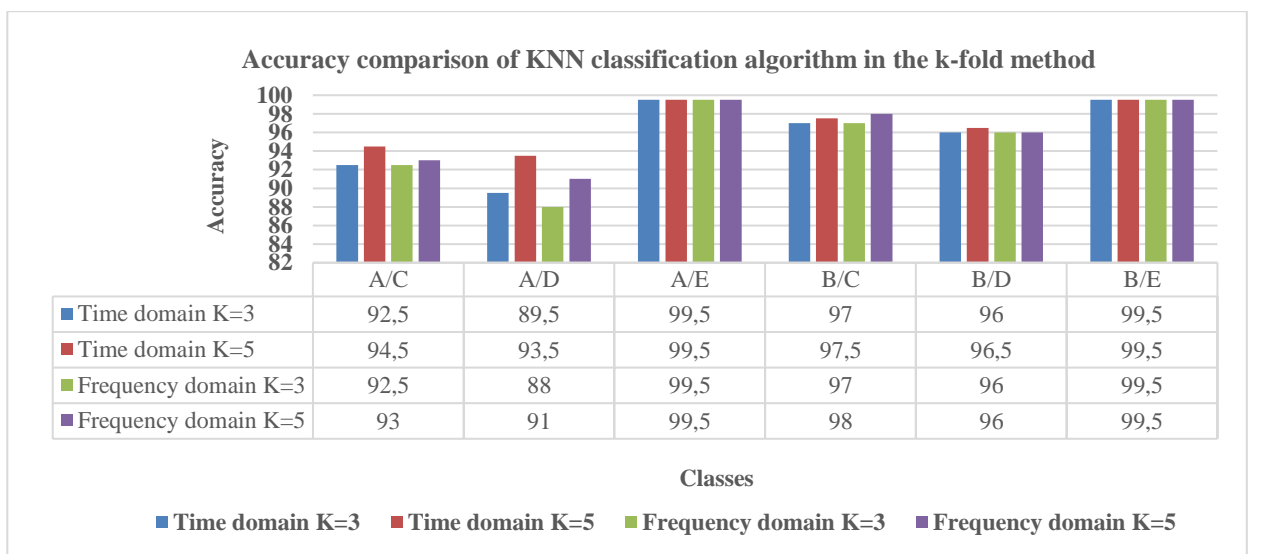 Accuracy comparison of KNN classification algorithm in the k-fold method
Accuracy
100
98
96
94
92
90
88
86
84
82
A/C A/D A/E B/C B/D B/E
Time domain K=3 92,5 89,5 99,5 97 96 99,5
Time domain K=5 94,5 93,5 99,5 97,5 96,5 99,5
Frequency domain K=3 92,5 88 99,5 97 96 99,5
Frequency domain K=5 93 91 99,5 98 96 99,5
Classes
Time domain K=3 Time domain K=5 Frequency domain K=3 Frequency domain K=5